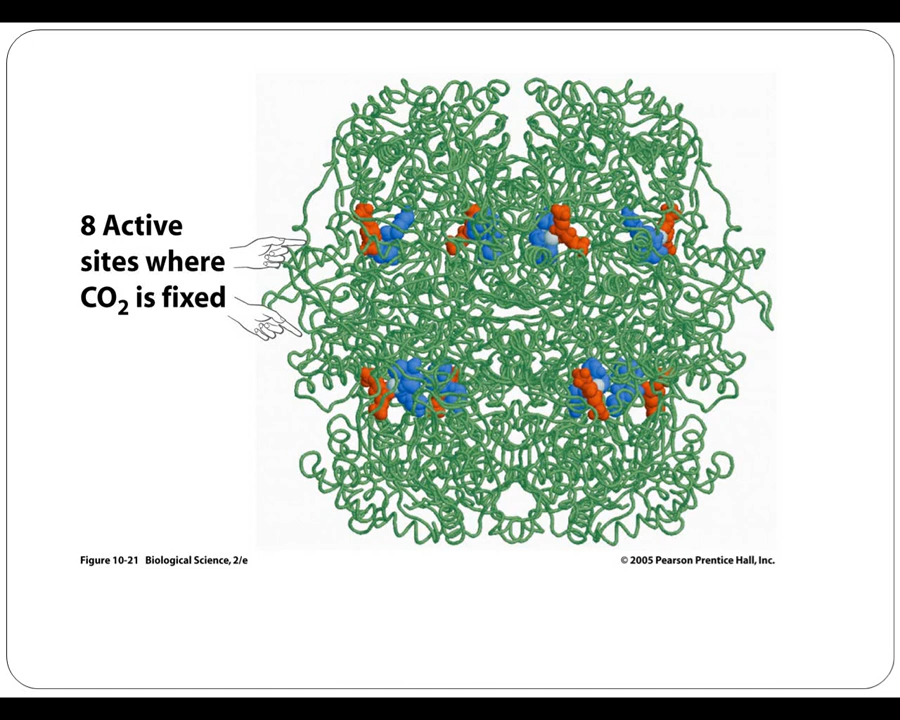 8 Active
sites where
CO₂ is fixed
Figure 10-21 Biological Science, 2/e
© 2005 Pearson Prentice Hall, Inc.